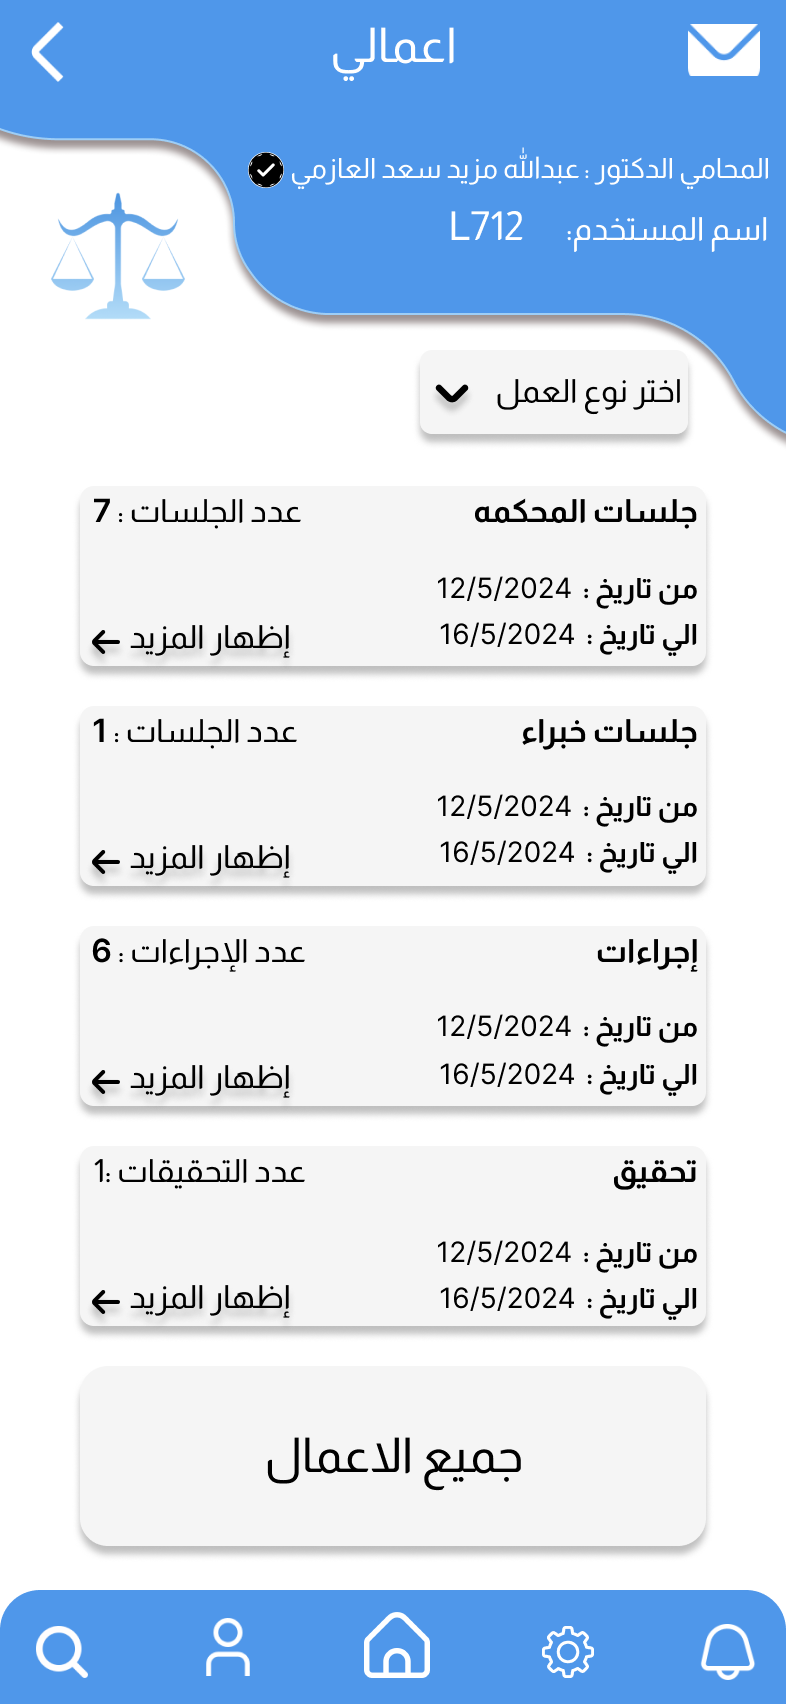 اعمالي
المحامي الدكتور : عبدالله مزيد سعد العازمي
اسم المستخدم: L712
اختر نوع العمل
جلسات المحكمه
عدد الجلسات : 7
من تاريخ : 12/5/2024
الي تاريخ : 16/5/2024
إظهار المزيد
جلسات خبراء
عدد الجلسات : 1
من تاريخ : 12/5/2024
الي تاريخ : 16/5/2024
إظهار المزيد
إجراءات
عدد الإجراءات : 6
من تاريخ : 12/5/2024
الي تاريخ : 16/5/2024
إظهار المزيد
تحقيق
عدد التحقيقات :1
من تاريخ : 12/5/2024
الي تاريخ : 16/5/2024
إظهار المزيد
جميع الاعمال